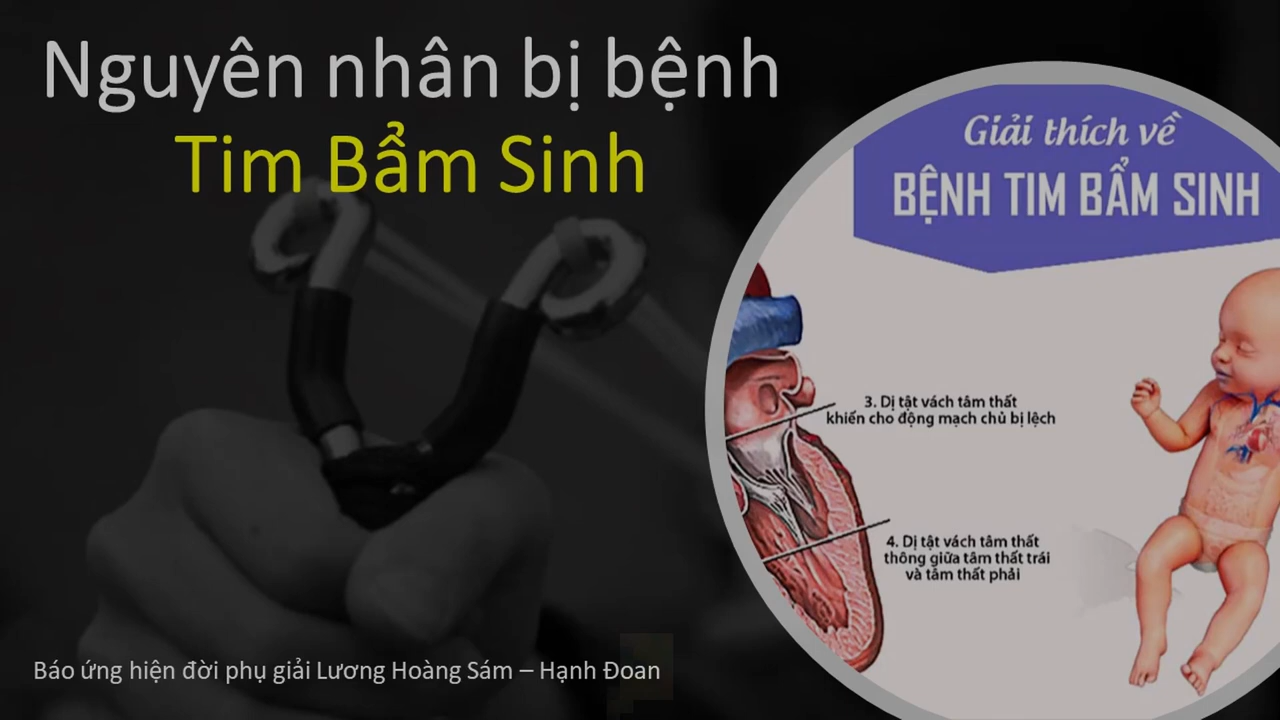 Nguyên nhân bị bệnh
Tim Bẩm Sinh
Giải thích về
BỆNH TIM BẨM SINH
3. Dị tật vách tâm thất
khiến cho động mạch chủ bị lệch
4. Dị tật vách tâm thất
thông giữa tâm thất trái
và tâm thất phải
Báo ứng hiện đời phụ giải Lương Hoàng Sám – Hạnh Đoan